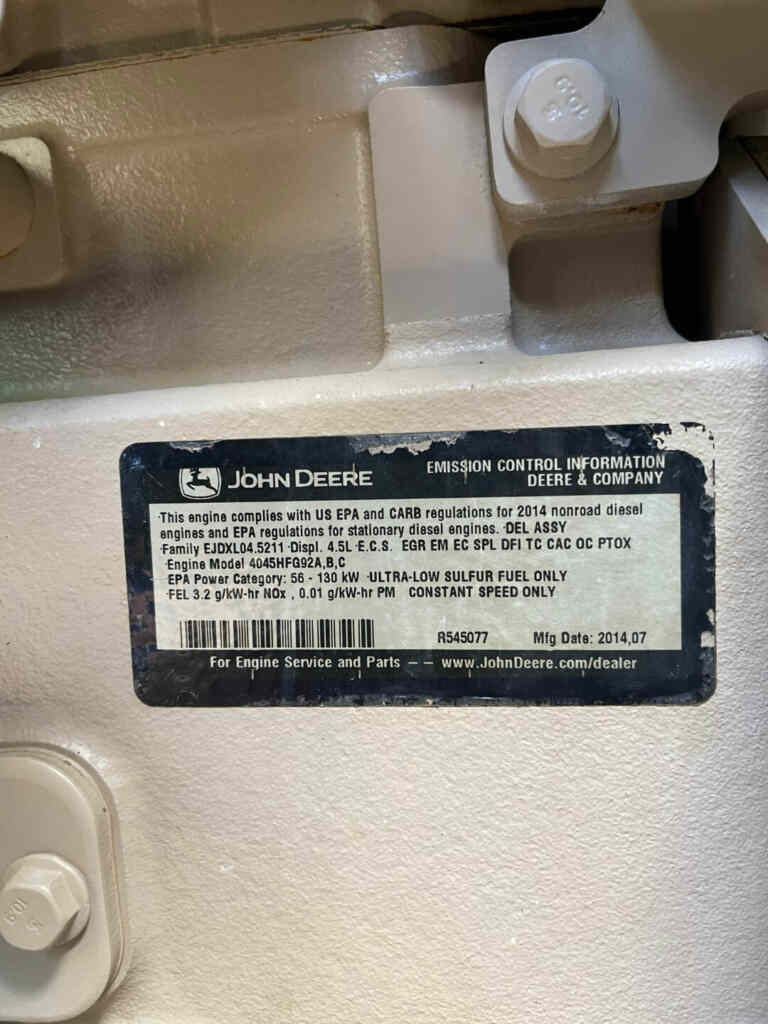 10.9
JOHN DEERE
EMISSION CONTROL INFORMATION
DEERE & COMPANY
This engine complies with US EPA and CARB regulations for 2014 nonroad diesel
engines and EPA regulations for stationary diesel engines. DEL ASSY
Family EJDXL04.5211 Displ. 4.5L E.C.S. EGR EM EC SPL DFI TC CAC OC PTOX
Engine Model 4045HFG92A,B,C
EPA Power Category: 56 - 130 kW ULTRA-LOW SULFUR FUEL ONLY
FEL 3.2 g/kW-hr NOx , 0.01 g/kW-hr PM CONSTANT SPEED ONLY
R545077 Mfg Date: 2014,07
For Engine Service and Parts -- www.JohnDeere.com/dealer
10.9